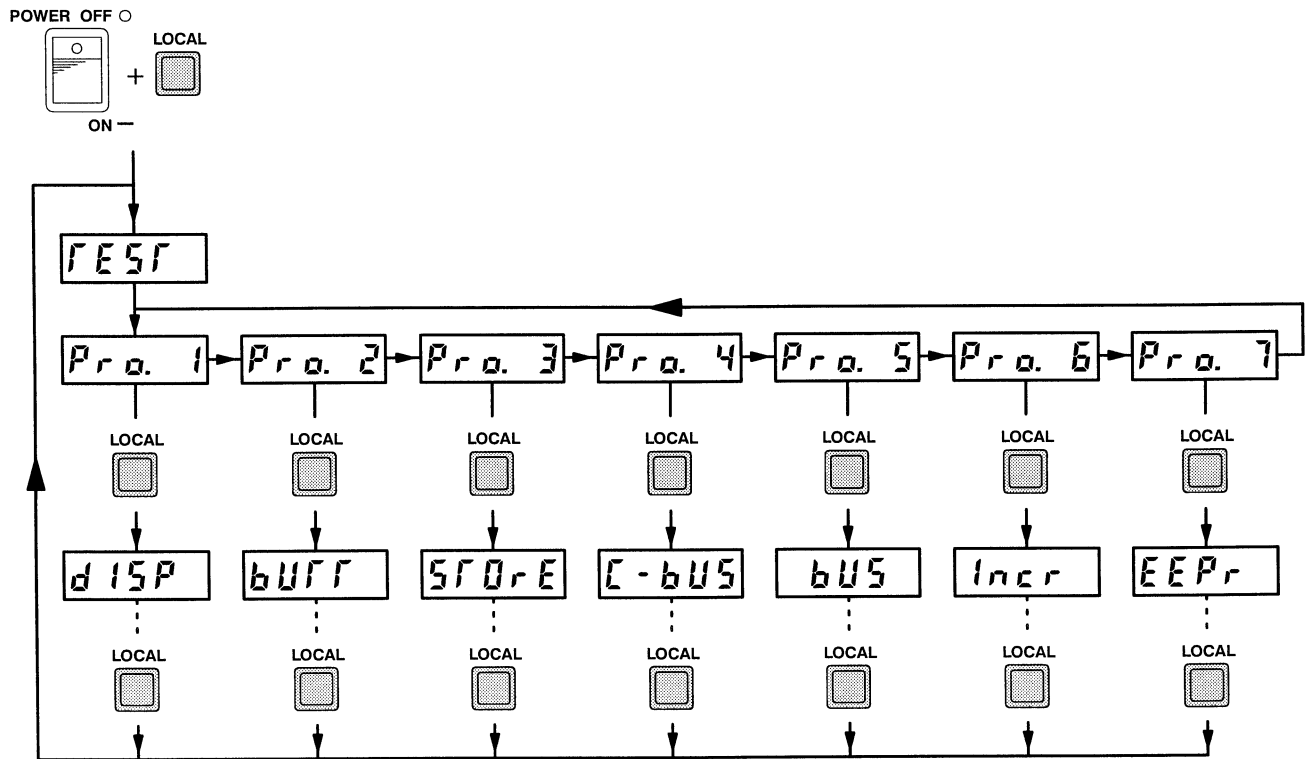 POWER OFF
LOCAL
+
ON
TEST
Pro. 1 Pro. 2 Pro. 3 Pro. 4 Pro. 5 Pro. 6 Pro. 7
LOCAL LOCAL LOCAL LOCAL LOCAL LOCAL LOCAL
dISP bUTT STOrE C-bUS bUS Incr EEPr
LOCAL LOCAL LOCAL LOCAL LOCAL LOCAL LOCAL